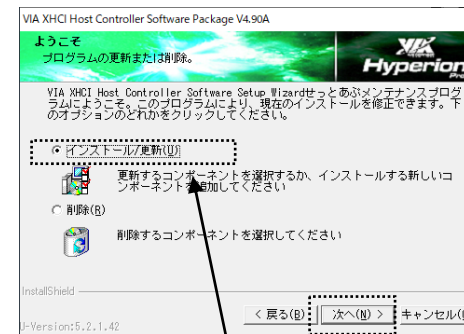 VIA XHCI Host Controller Software Package V4.90A
ようこそ
プログラムの更新または削除。
VIA
Hyperion
Pro
VIA XHCI Host Controller Software Setup Wizardせっとあぷメンテナンスプログ
ラムにようこそ。このプログラムにより、現在のインストールを修正できます。下
のオプションのどれかをクリックしてください。
インストール/更新(U)
更新するコンポーネントを選択するか、インストールする新しいコ
ンポーネントを追加してください
削除(R)
削除するコンポーネントを選択してください
InstallShield
U-Version:5.2.1.42
< 戻る(B)
次へ(N) >
キャンセル(